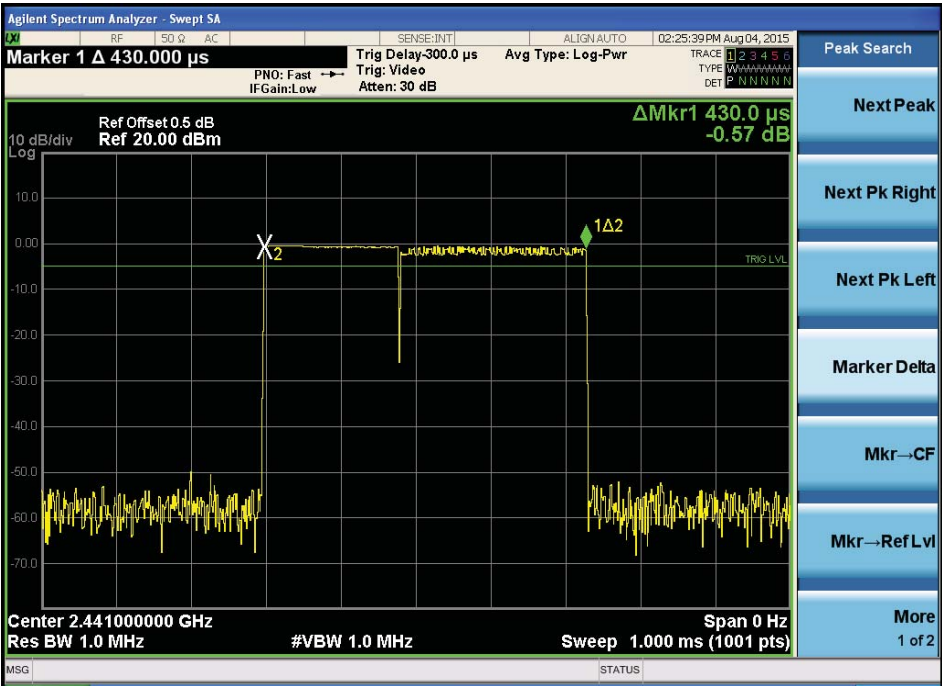 Agilent Spectrum Analyzer - Swept SA
LXI RF 50 Ω AC SENSE:INT ALIGN AUTO 02:25:39 PM Aug 04, 2015
Marker 1 Δ 430.000 µs
PNO: Fast
IFGain:Low
Trig Delay-300.0 µs
Trig: Video
Atten: 30 dB
Avg Type: Log-Pwr
TRACE 1 2 3 4 5 6
TYPE WWWWWW
DET P N N N N N
Peak Search
Next Peak
Next Pk Right
Next Pk Left
Marker Delta
Mkr→CF
Mkr→Ref Lvl
More
1 of 2
ΔMkr1 430.0 µs
-0.57 dB
Ref Offset 0.5 dB
10 dB/div Ref 20.00 dBm
Log
10.0
0.00
-10.0
-20.0
-30.0
-40.0
-50.0
-60.0
-70.0
X2
1Δ2
TRIG LVL
Center 2.441000000 GHz Span 0 Hz
Res BW 1.0 MHz #VBW 1.0 MHz Sweep 1.000 ms (1001 pts)
MSG STATUS